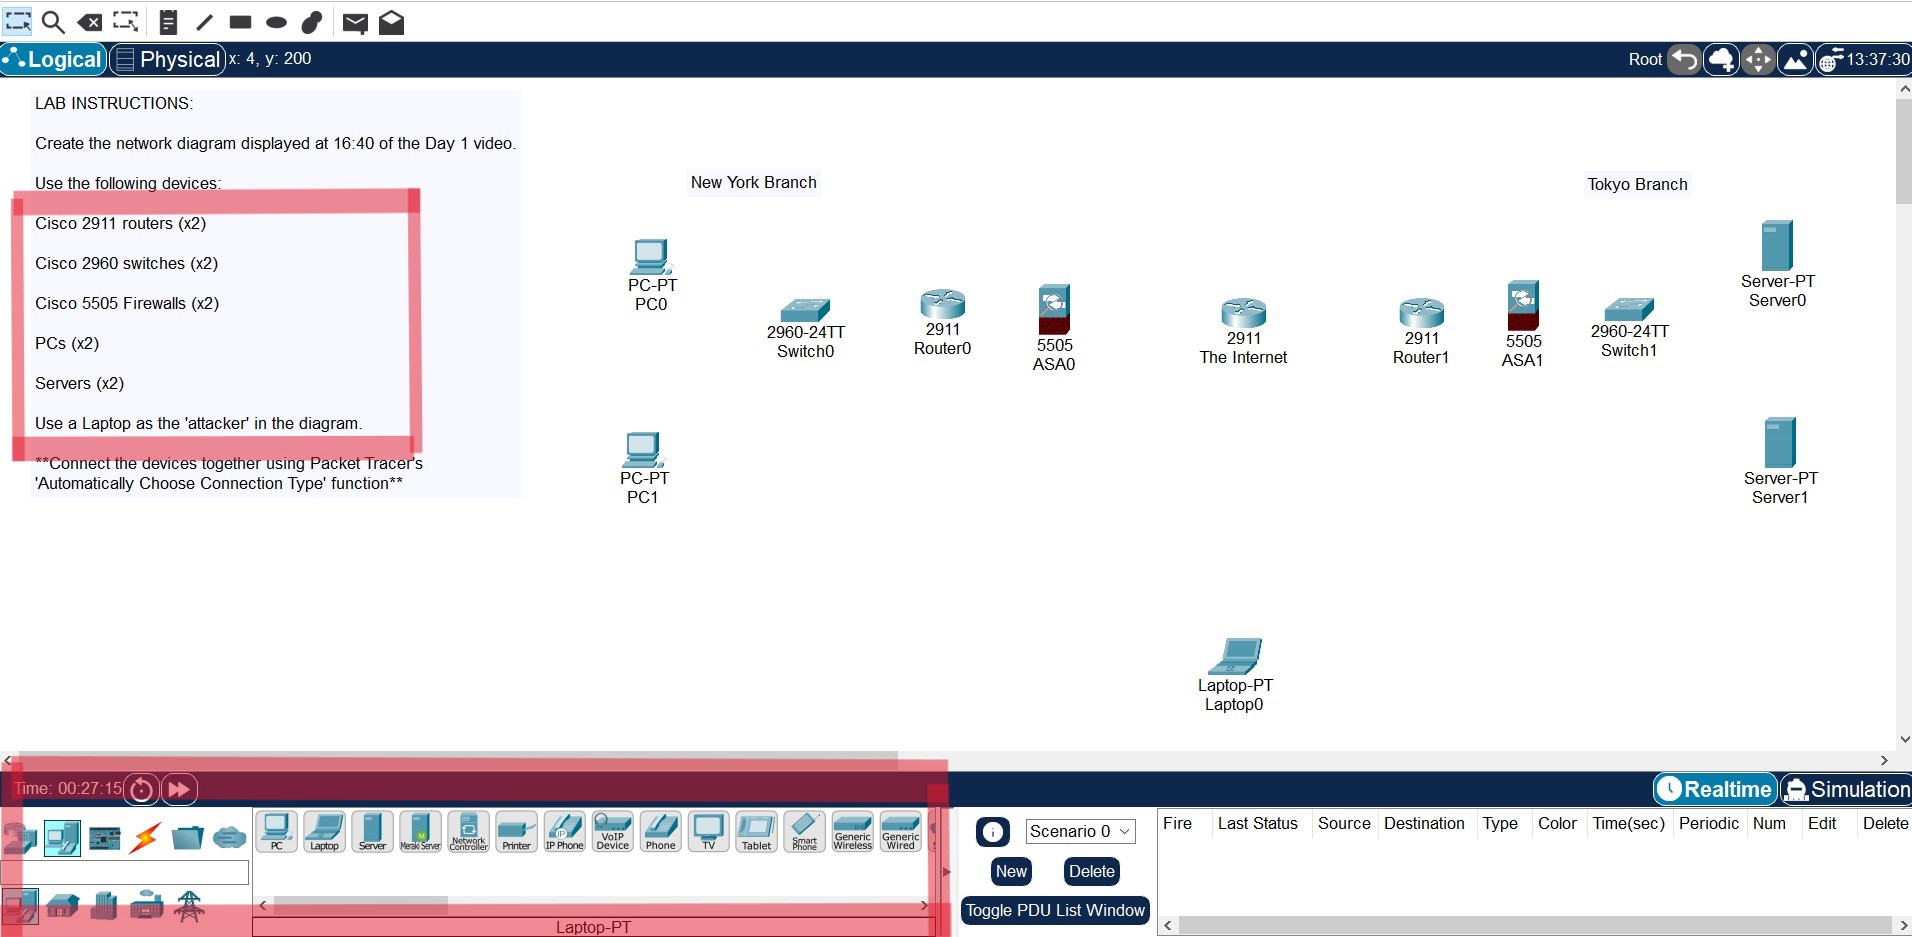 Logical
Physical
x: 4, y: 200
Root
13:37:30
LAB INSTRUCTIONS:
Create the network diagram displayed at 16:40 of the Day 1 video.
Use the following devices:
Cisco 2911 routers (x2)
Cisco 2960 switches (x2)
Cisco 5505 Firewalls (x2)
PCs (x2)
Servers (x2)
Use a Laptop as the 'attacker' in the diagram.
**Connect the devices together using Packet Tracer's
'Automatically Choose Connection Type' function**
New York Branch
Tokyo Branch
PC-PT
PC0
2960-24TT
Switch0
2911
Router0
5505
ASA0
2911
The Internet
2911
Router1
5505
ASA1
2960-24TT
Switch1
Server-PT
Server0
PC-PT
PC1
Server-PT
Server1
Laptop-PT
Laptop0
Time: 00:27:15
Realtime
Simulation
PC
Laptop
Server
Meraki Server
Network
Controller
Printer
IP Phone
VoIP
Device
Phone
TV
Tablet
Smart
Phone
Generic
Wireless
Generic
Wired
Laptop-PT
Scenario 0
New
Delete
Toggle PDU List Window
Fire Last Status Source Destination Type Color Time(sec) Periodic Num Edit Delete